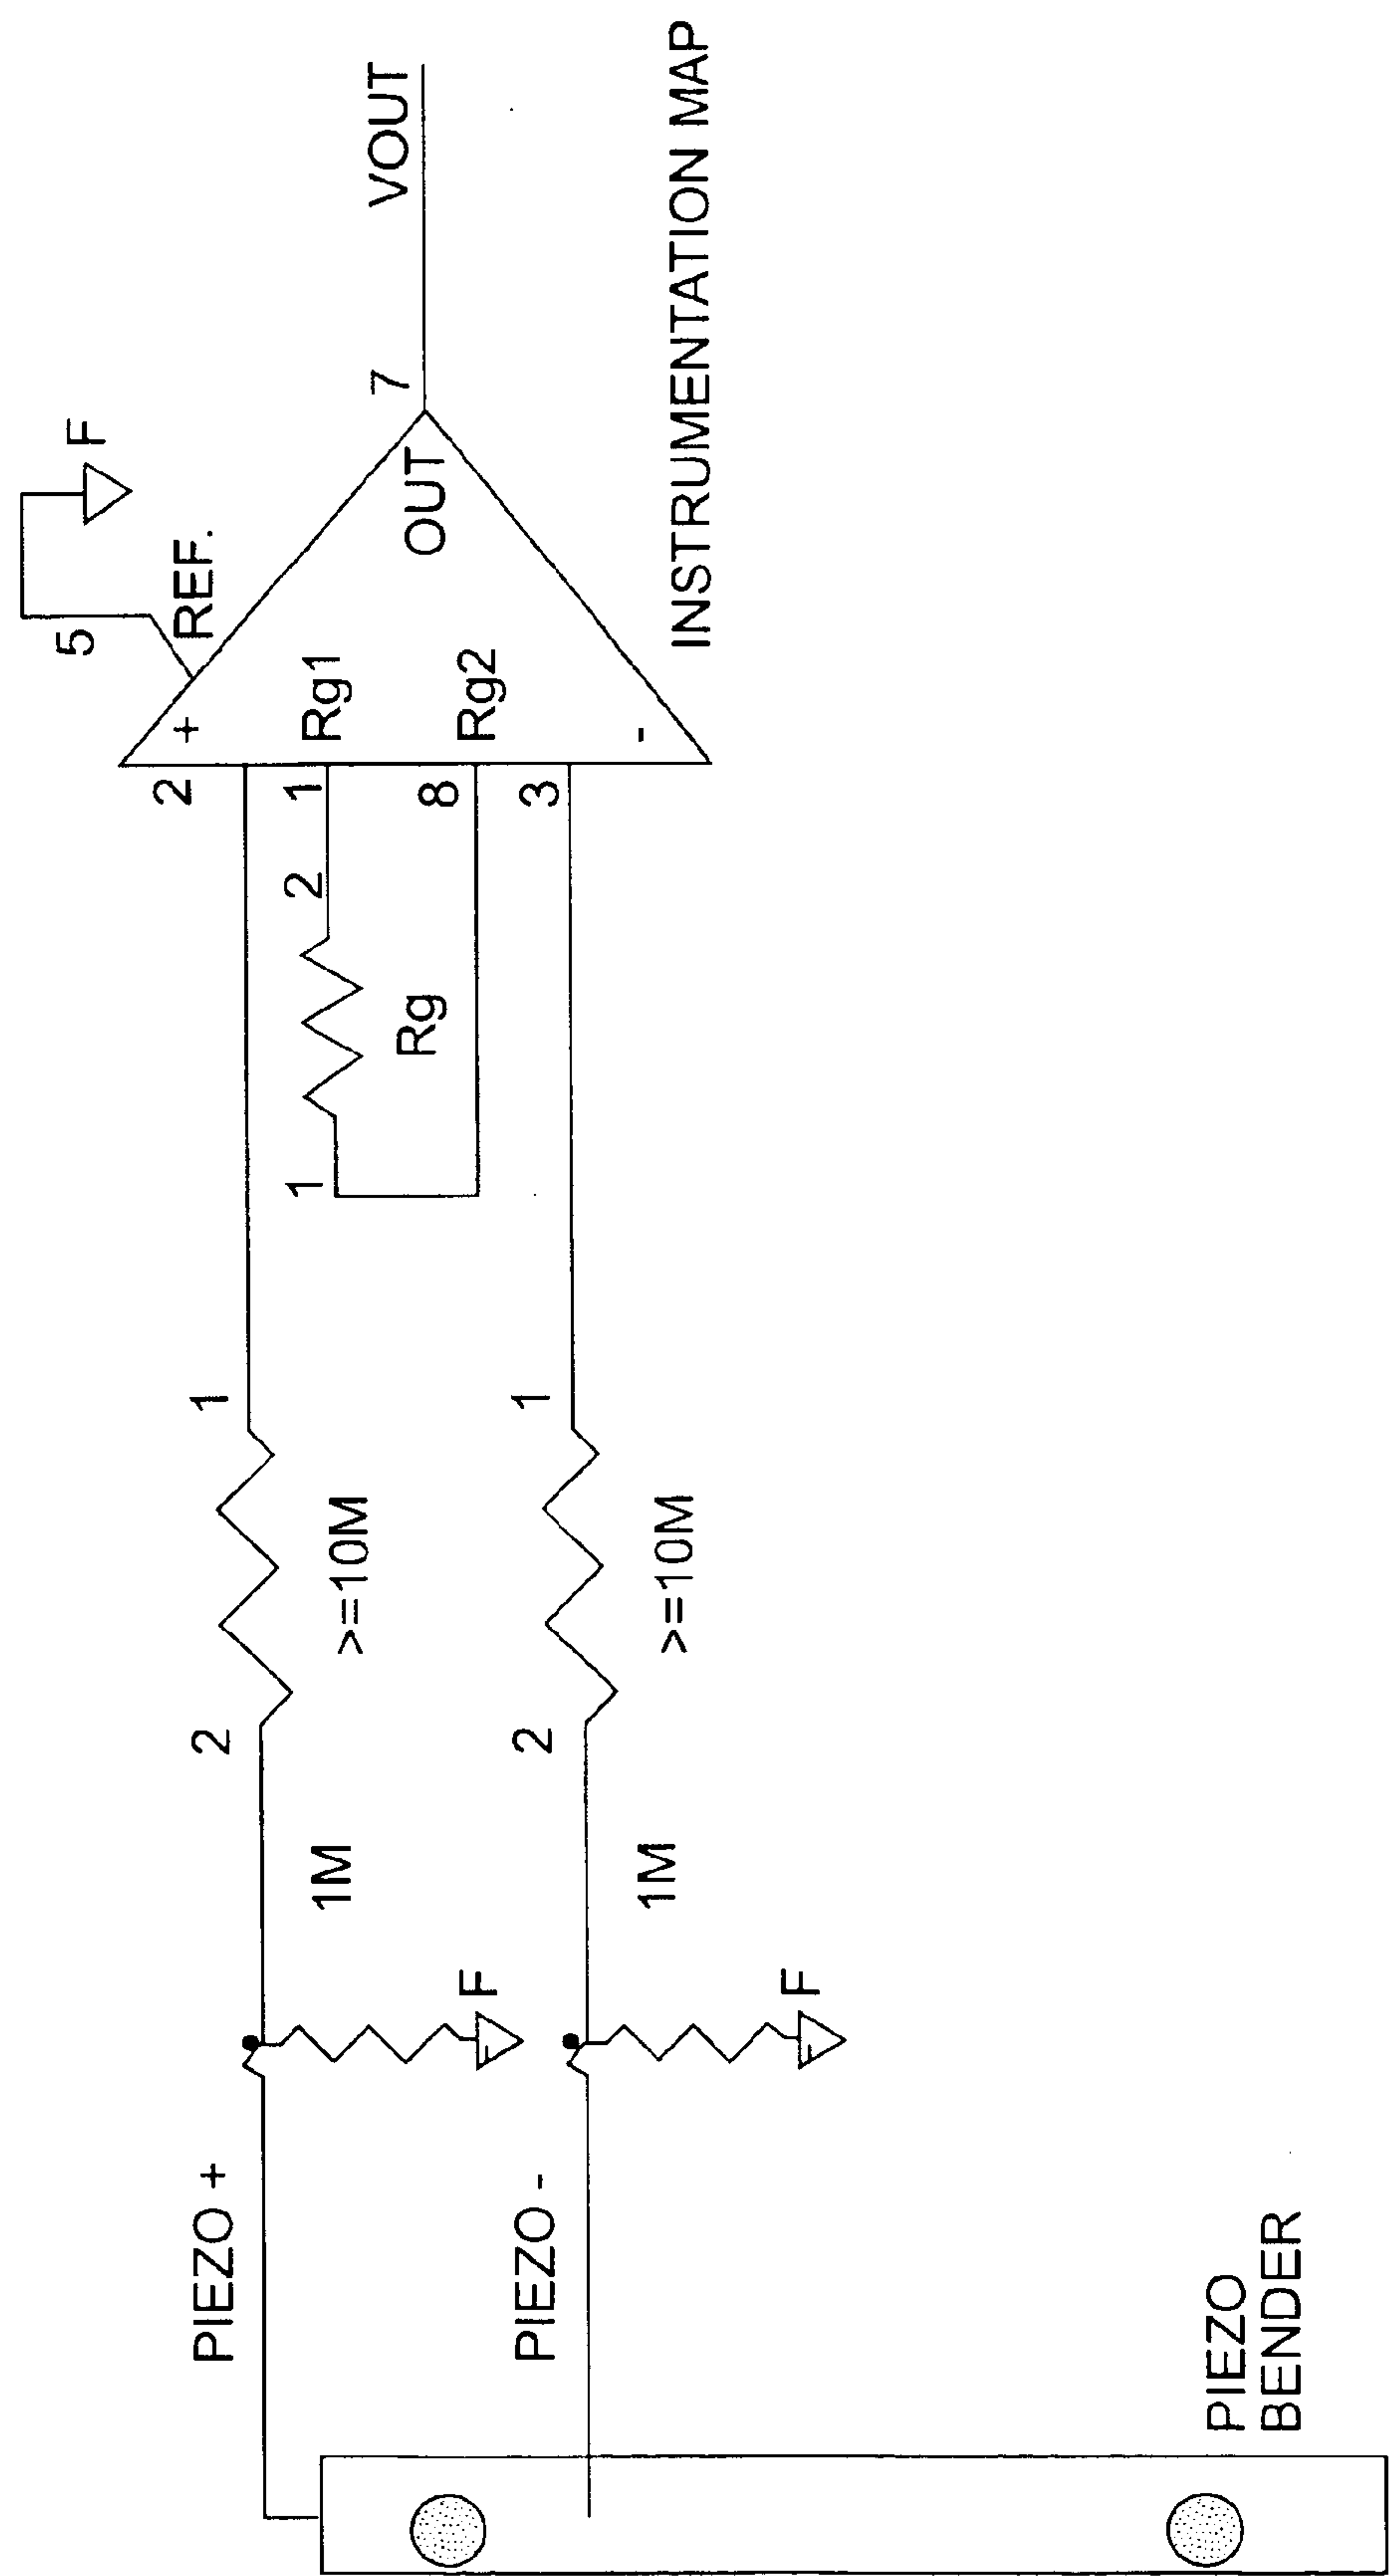 5
F
REF.
2
+
PIEZO +
2
1
1
2
1
Rg1
7
VOUT
1M
>=10M
Rg
OUT
F
8
Rg2
PIEZO -
2
1
3
-
1M
>=10M
INSTRUMENTATION MAP
F
PIEZO
BENDER